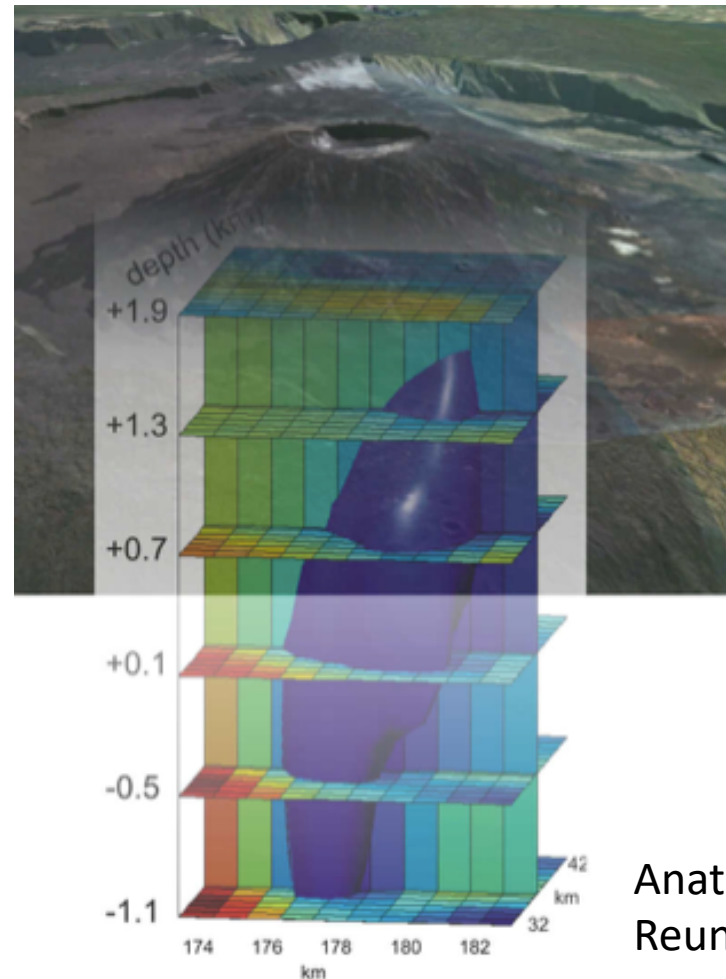 depth (km)
+1.9
+1.3
+0.7
+0.1
-0.5
-1.1
174 176 178 180 182
km
32
km
42
Anat
Reun